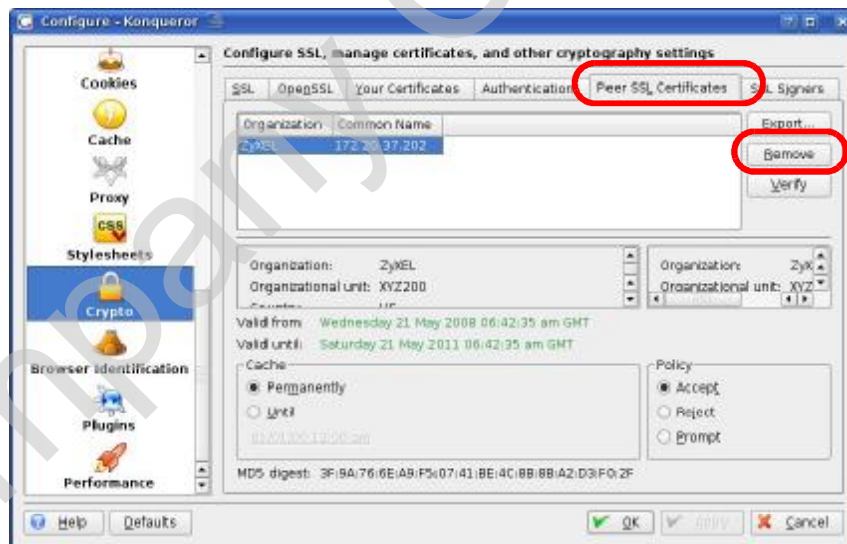 Configure - Konqueror
Configure SSL, manage certificates, and other cryptography settings
Cookies
Cache
Proxy
Stylesheets
Crypto
Browser Identification
Plugins
Performance
SSL OpenSSL Your Certificates Authentication Peer SSL Certificates SSL Signers
Organization Common Name
ZyXEL 172.20.37.202
Export...
Remove
Verify
Organization: ZyXEL
Organizational unit: XYZ200
Organization: ZyX
Organizational unit: XYZ
Valid from: Wednesday 21 May 2008 06:42:35 am GMT
Valid until: Saturday 21 May 2011 06:42:35 am GMT
Cache
Permanently
Until
Policy
Accept
Reject
Prompt
MD5 digest: 3F:9A:76:6E:A9:F5:07:41:BE:4C:8B:8B:A2:D3:F0:2F
Help Defaults OK Apply Cancel